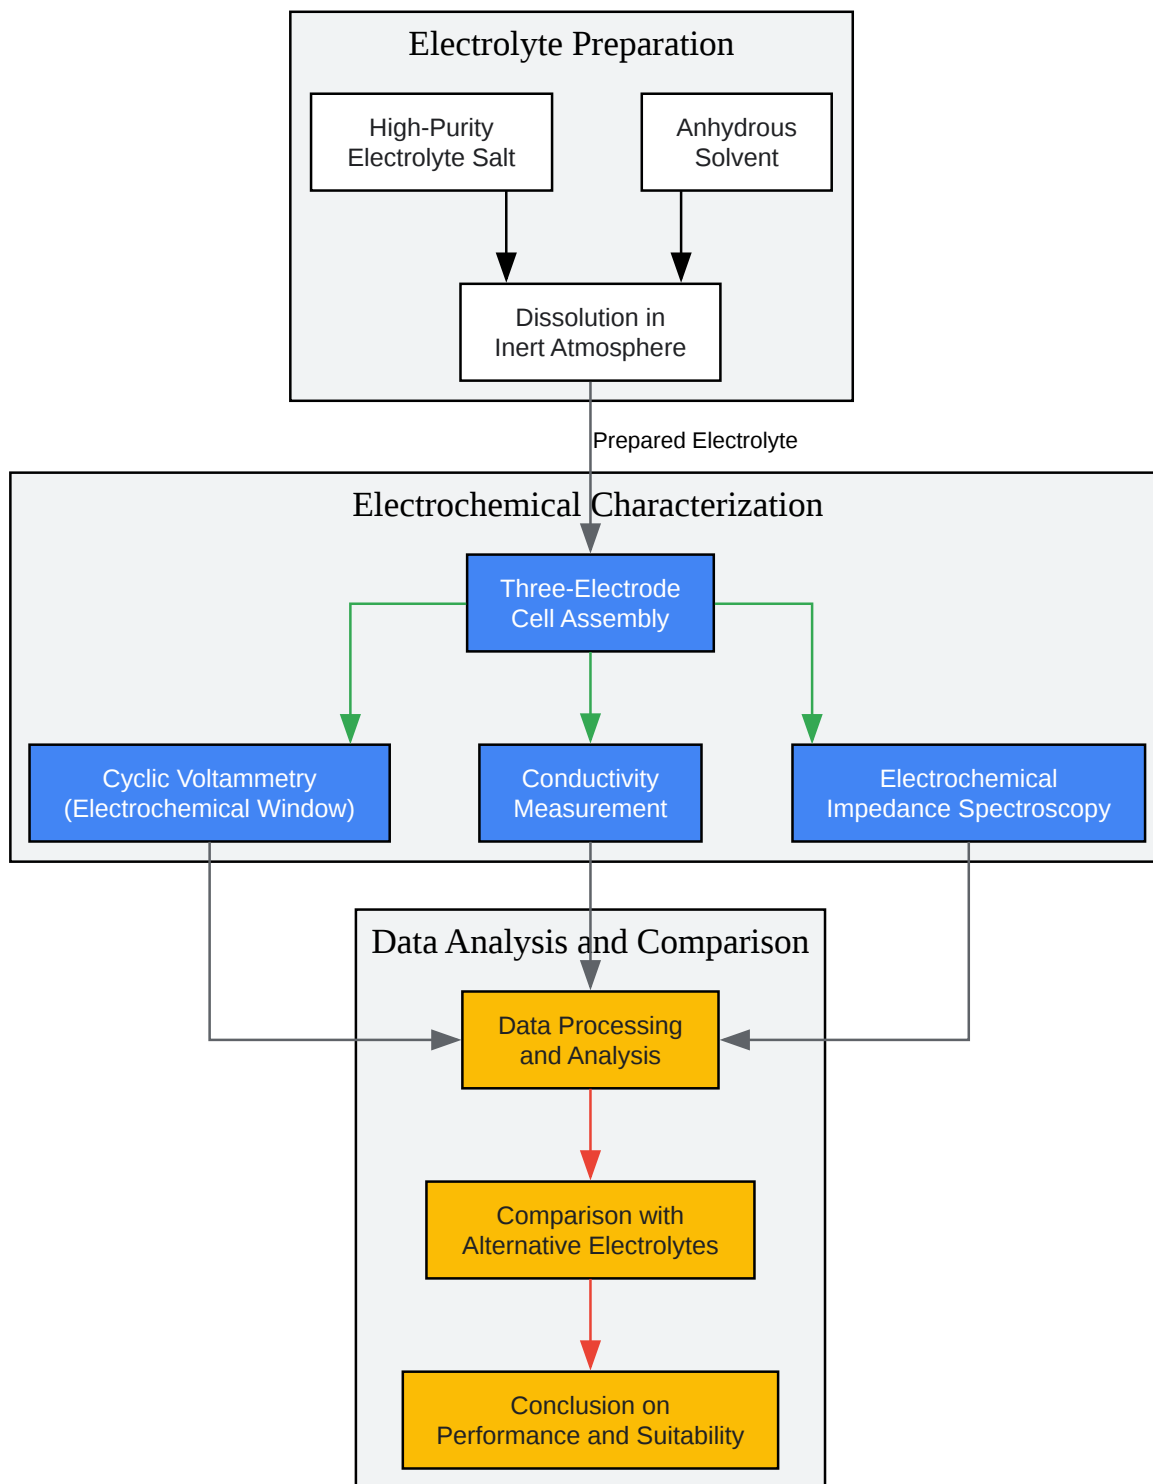 Electrolyte Preparation
High-Purity
Electrolyte Salt
Anhydrous
Solvent
Dissolution in
Inert Atmosphere
Prepared Electrolyte
Electrochemical Characterization
Three-Electrode
Cell Assembly
Cyclic Voltammetry
(Electrochemical Window)
Conductivity
Measurement
Electrochemical
Impedance Spectroscopy
Data Analysis and Comparison
Data Processing
and Analysis
Comparison with
Alternative Electrolytes
Conclusion on
Performance and Suitability